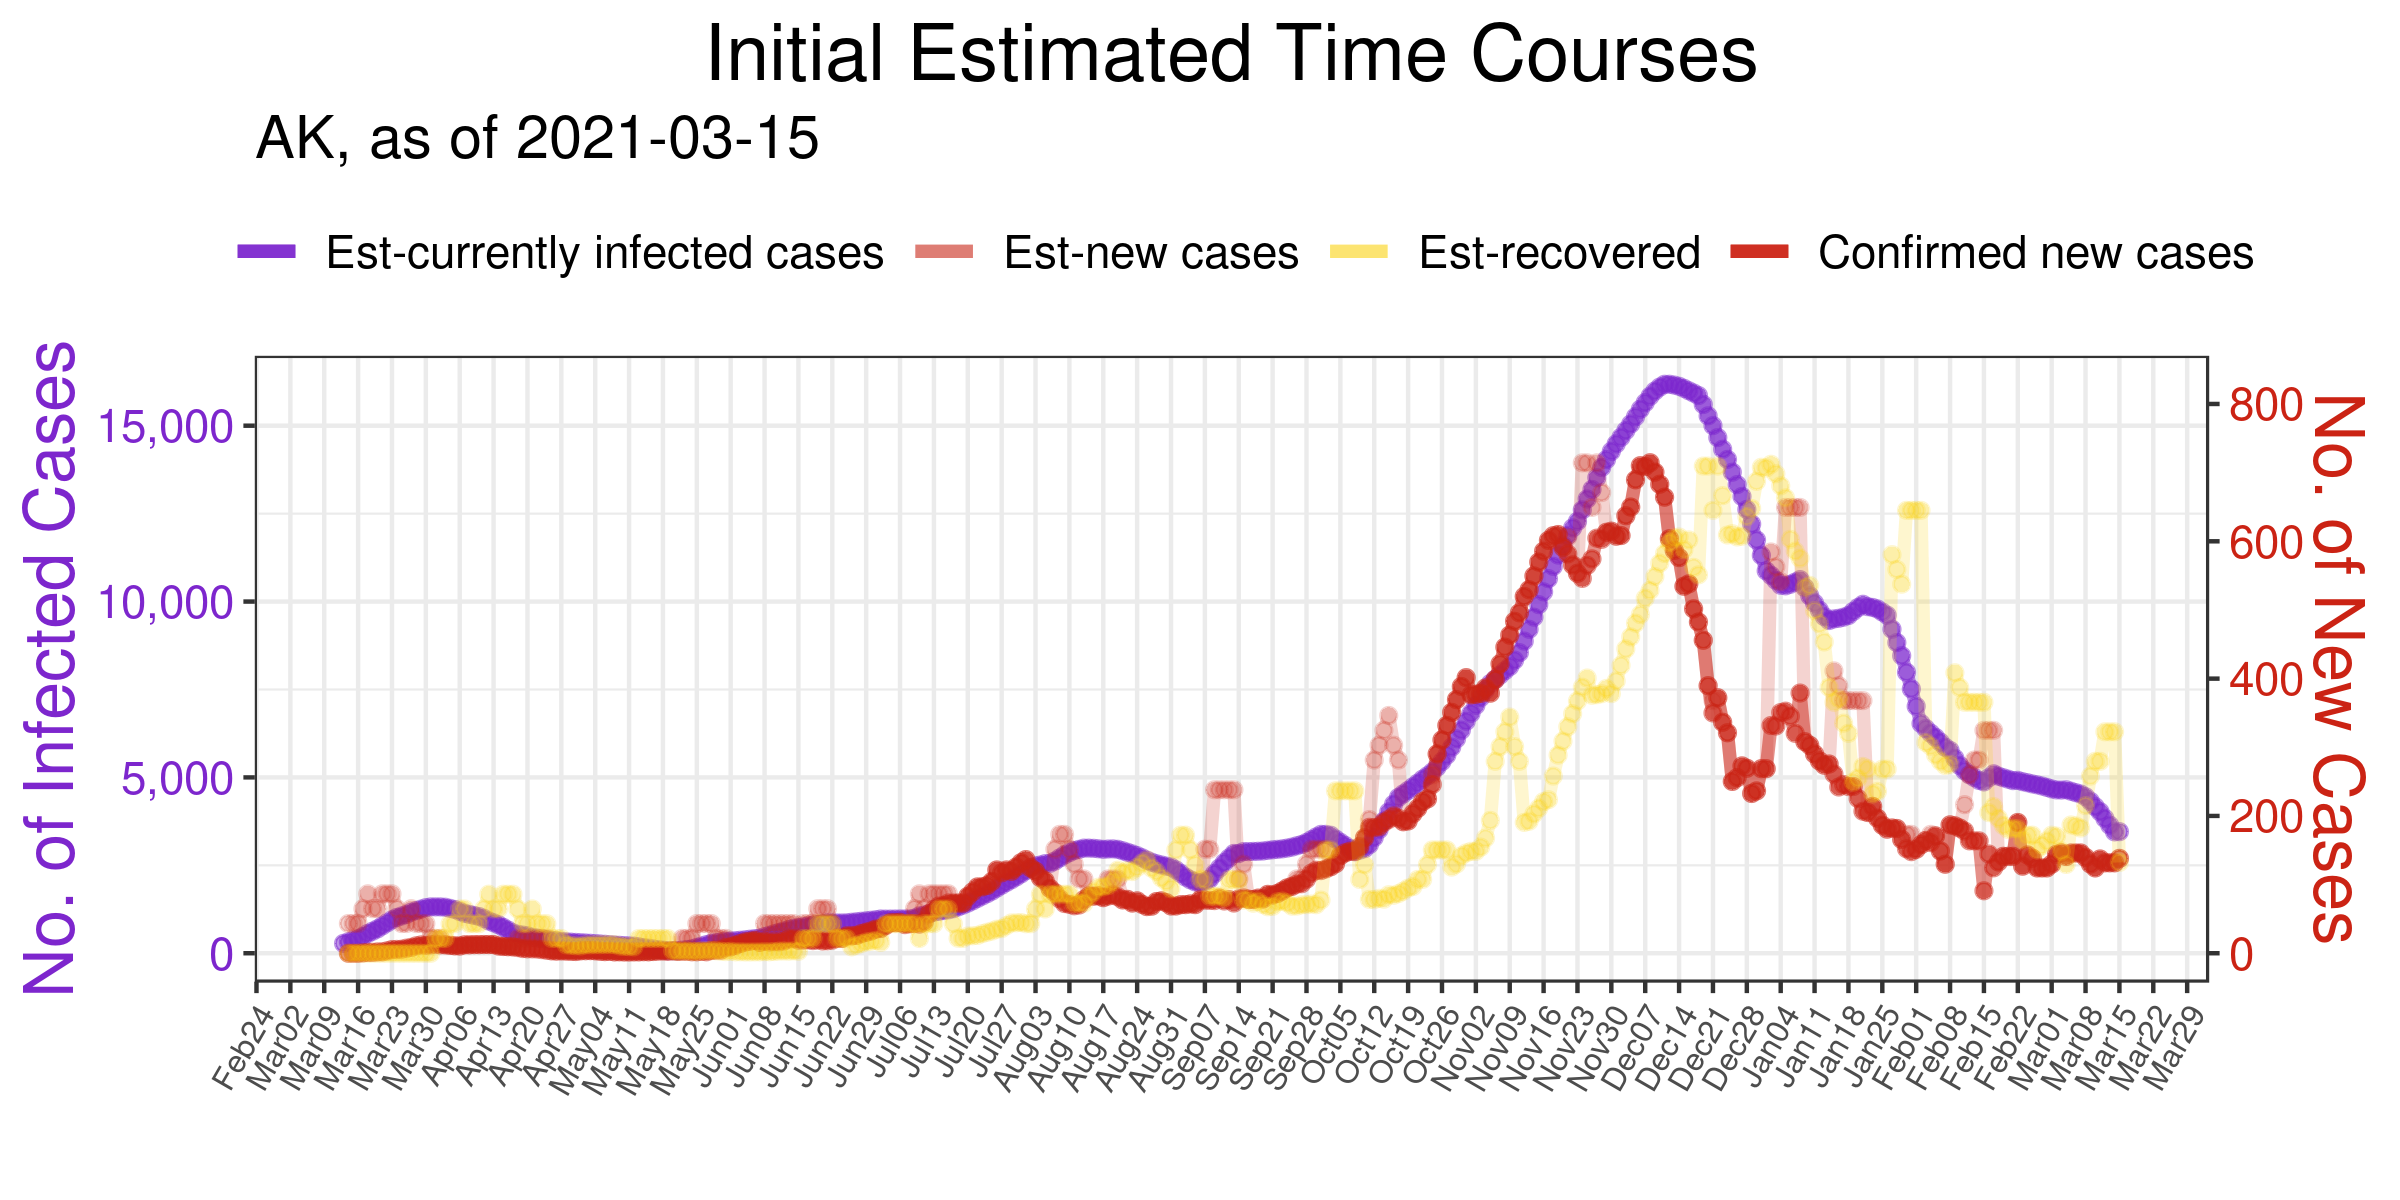 Initial Estimated Time Courses
AK, as of 2021-03-15
Est-currently infected cases Est-new cases Est-recovered Confirmed new cases
No. of Infected Cases
15,000
10,000
5,000
0
800
600
400
200
0
No. of New Cases
Feb24 Mar02 Mar09 Mar16 Mar23 Mar30 Apr06 Apr13 Apr20 Apr27 May04 May11 May18 May25 Jun01 Jun08 Jun15 Jun22 Jun29 Jul06 Jul13 Jul20 Jul27 Aug03 Aug10 Aug17 Aug24 Aug31 Sep07 Sep14 Sep21 Sep28 Oct05 Oct12 Oct19 Oct26 Nov02 Nov09 Nov16 Nov23 Nov30 Dec07 Dec14 Dec21 Dec28 Jan04 Jan11 Jan18 Jan25 Feb01 Feb08 Feb15 Feb22 Mar01 Mar08 Mar15 Mar22 Mar29